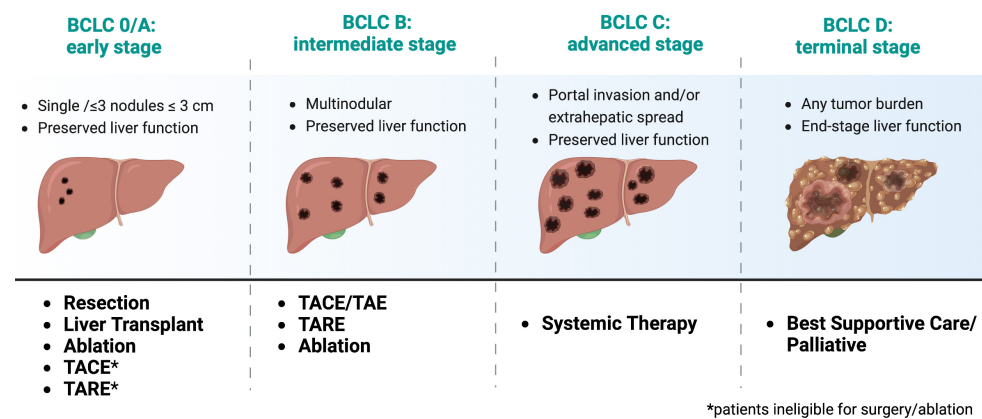 BCLC 0/A:
early stage
BCLC B:
intermediate stage
BCLC C:
advanced stage
BCLC D:
terminal stage
• Single /≤3 nodules ≤ 3 cm
• Preserved liver function
• Multinodular
• Preserved liver function
• Portal invasion and/or
extrahepatic spread
• Preserved liver function
• Any tumor burden
• End-stage liver function
• Resection
• Liver Transplant
• Ablation
• TACE*
• TARE*
• TACE/TAE
• TARE
• Ablation
• Systemic Therapy
• Best Supportive Care/
Palliative
*patients ineligible for surgery/ablation